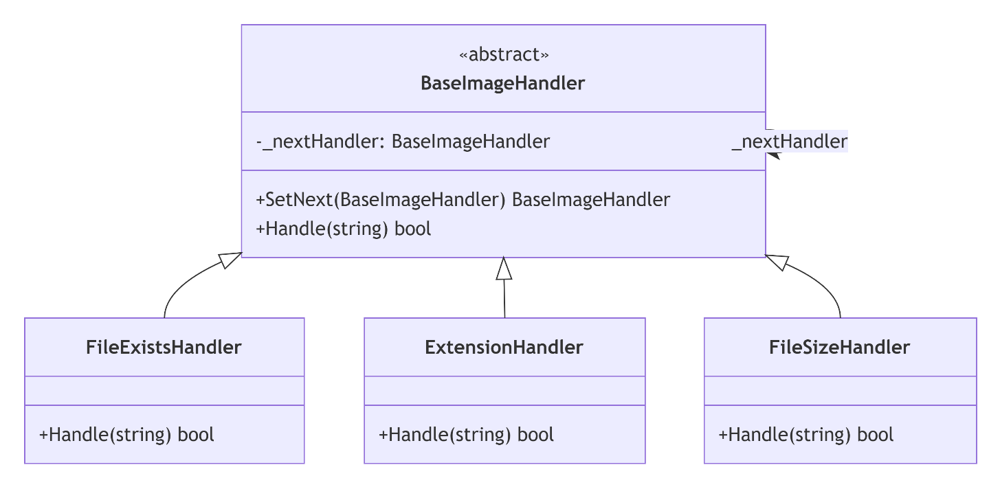 «abstract»
BaseImageHandler
-_nextHandler: BaseImageHandler
_nextHandler
+SetNext(BaseImageHandler) BaseImageHandler
+Handle(string) bool
FileExistsHandler
+Handle(string) bool
ExtensionHandler
+Handle(string) bool
FileSizeHandler
+Handle(string) bool